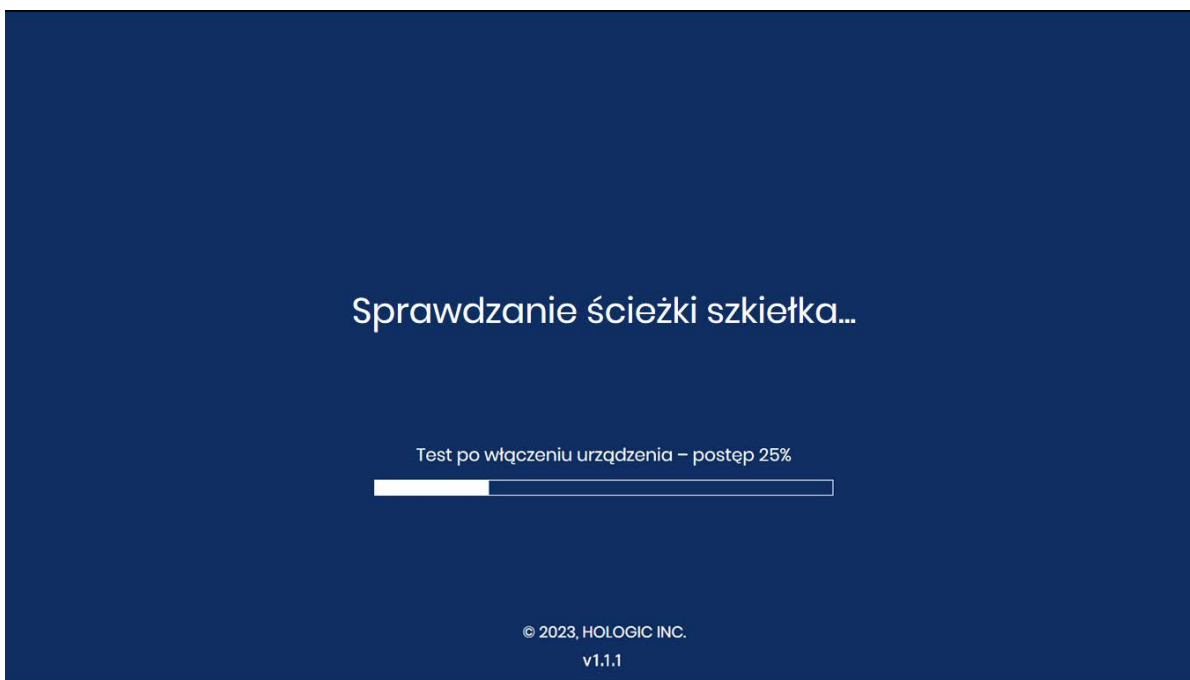 Sprawdzanie ścieżki szkiełka...
Test po włączeniu urządzenia – postęp 25%
© 2023, HOLOGIC INC.
v1.1.1